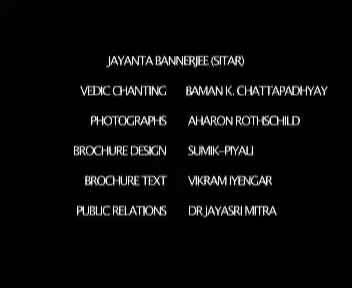 JAYANTA BANNERJEE (SITAR)
VEDIC CHANTING BAMAN K. CHATTAPADHYAY
PHOTOGRAPHS AHARON ROTHSCHILD
BROCHURE DESIGN SUMIK-PIYALI
BROCHURE TEXT VIKRAM IYENGAR
PUBLIC RELATIONS DR JAYASRI MITRA